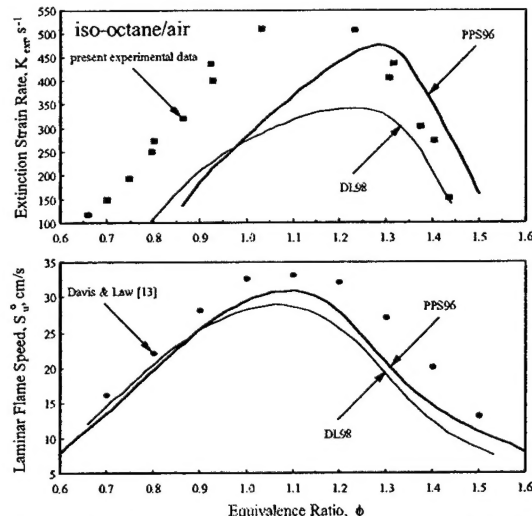 iso-octane/air
present experimental data
PPS96
DL98
Extinction Strain Rate, K ext, s-1
550
500
450
400
350
300
250
200
150
100
0.6 0.7 0.8 0.9 1.0 1.1 1.2 1.3 1.4 1.5 1.6
Davis & Law [13]
PPS96
DL98
Laminar Flame Speed, S°u, cm/s
35
30
25
20
15
10
5
0.6 0.7 0.8 0.9 1.0 1.1 1.2 1.3 1.4 1.5 1.6
Equivalence Ratio, ϕ